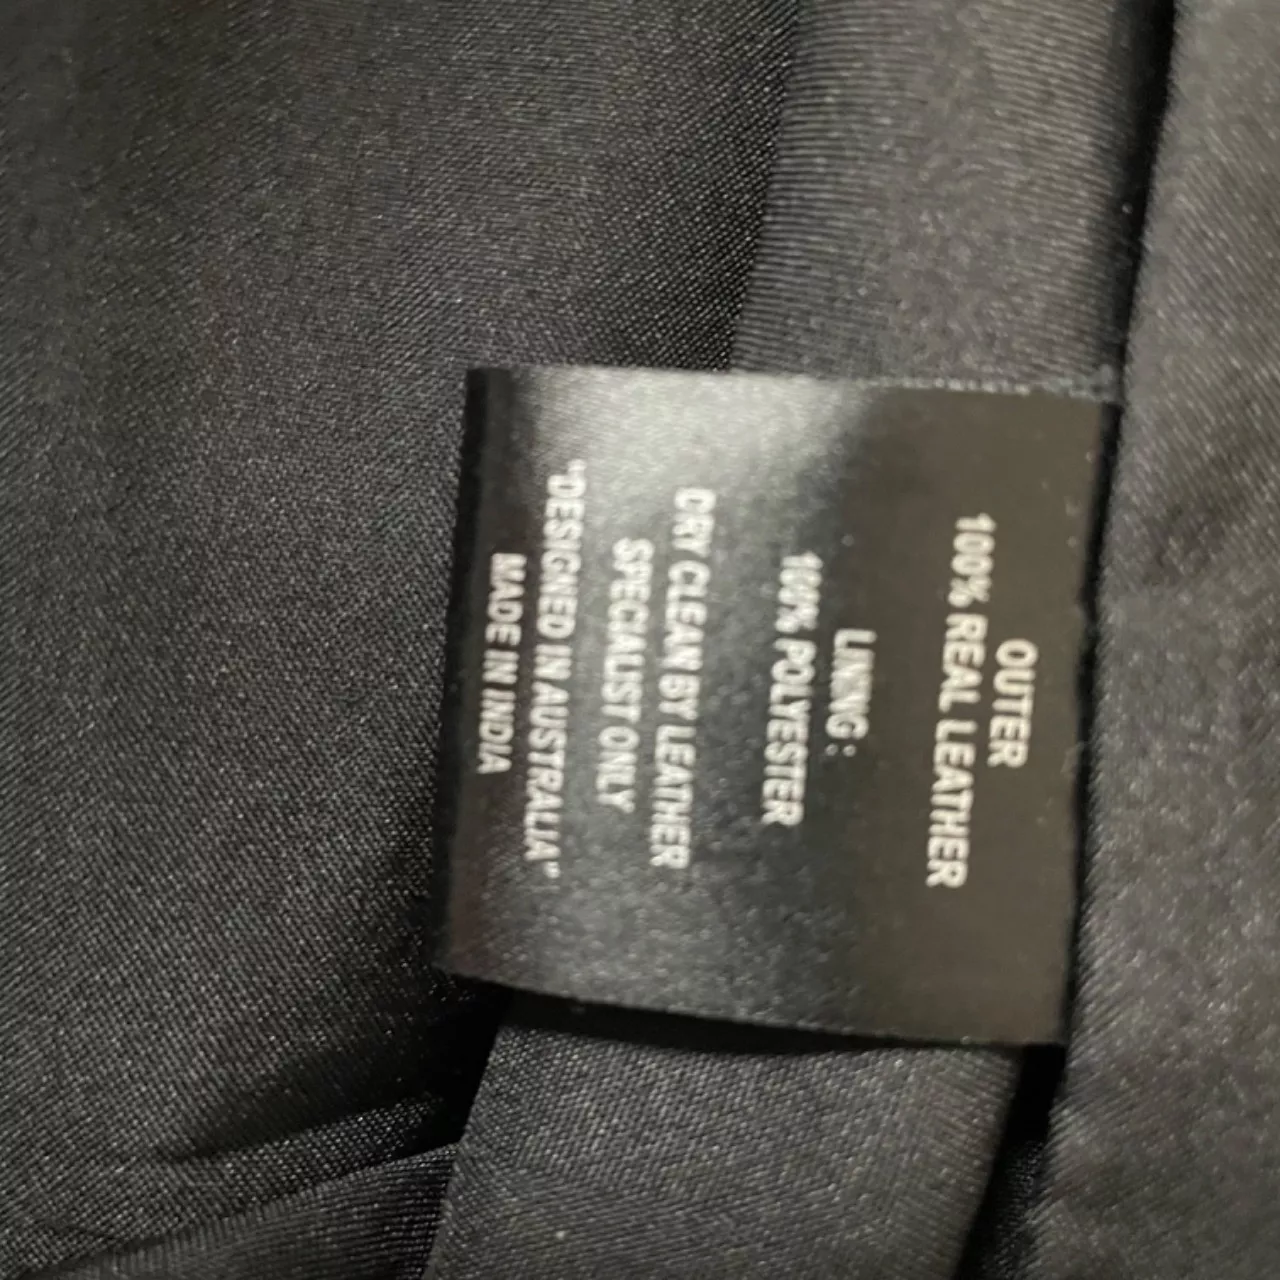 OUTER
100% REAL LEATHER
LINING :
100% POLYESTER
DRY CLEAN BY LEATHER
SPECIALIST ONLY
"DESIGNED IN AUSTRALIA"
MADE IN INDIA